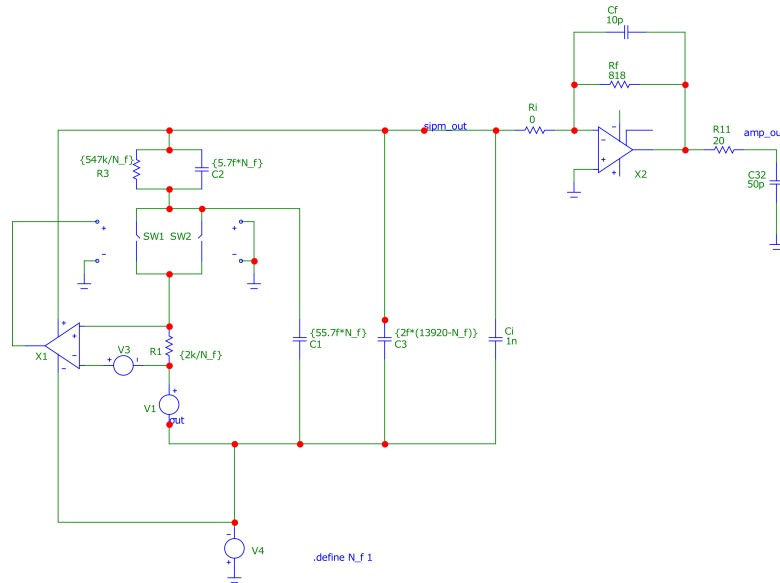 Cf
10p
Rf
818
sipm_out
Ri
0
R11
20
amp_ou
X2
C32
50p
{547k/N_f}
R3
{5.7f*N_f}
C2
SW1
SW2
X1
V3
R1
{2k/N_f}
{55.7f*N_f}
C1
{2f*(13920-N_f)}
C3
Ci
1n
V1
out
V4
.define N_f 1